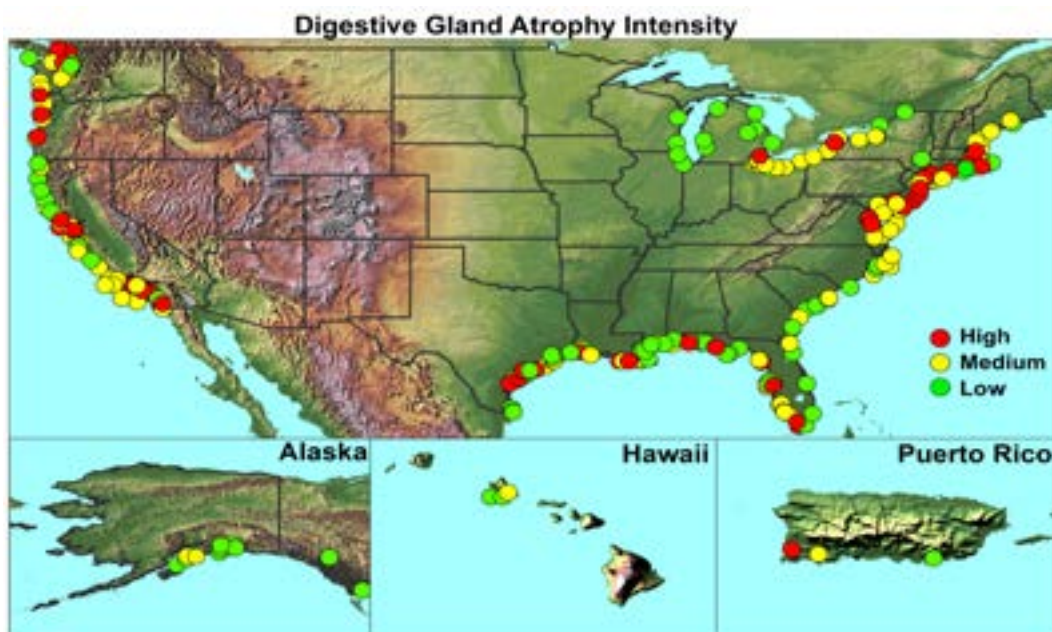 Digestive Gland Atrophy Intensity
High
Medium
Low
Alaska
Hawaii
Puerto Rico